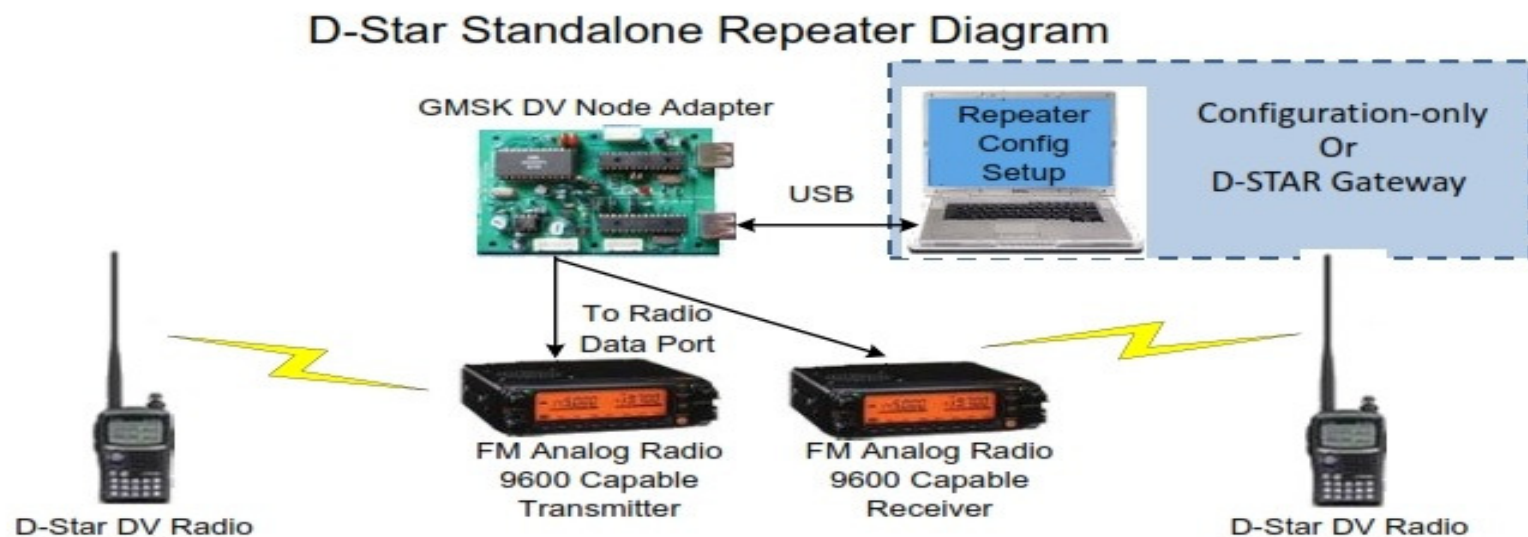 D-Star Standalone Repeater Diagram
GMSK DV Node Adapter
Repeater
Config
Setup
Configuration-only
Or
D-STAR Gateway
USB
To Radio
Data Port
FM Analog Radio
9600 Capable
Transmitter
FM Analog Radio
9600 Capable
Receiver
D-Star DV Radio
D-Star DV Radio